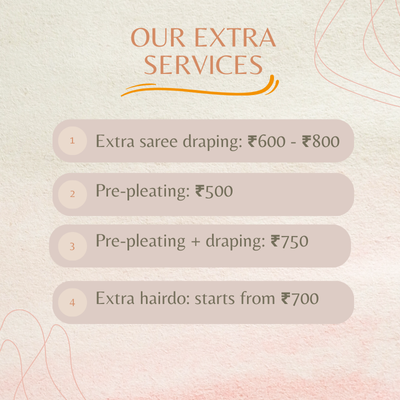 OUR EXTRA
SERVICES
1 Extra saree draping: ₹600 - ₹800
2 Pre-pleating: ₹500
3 Pre-pleating + draping: ₹750
4 Extra hairdo: starts from ₹700